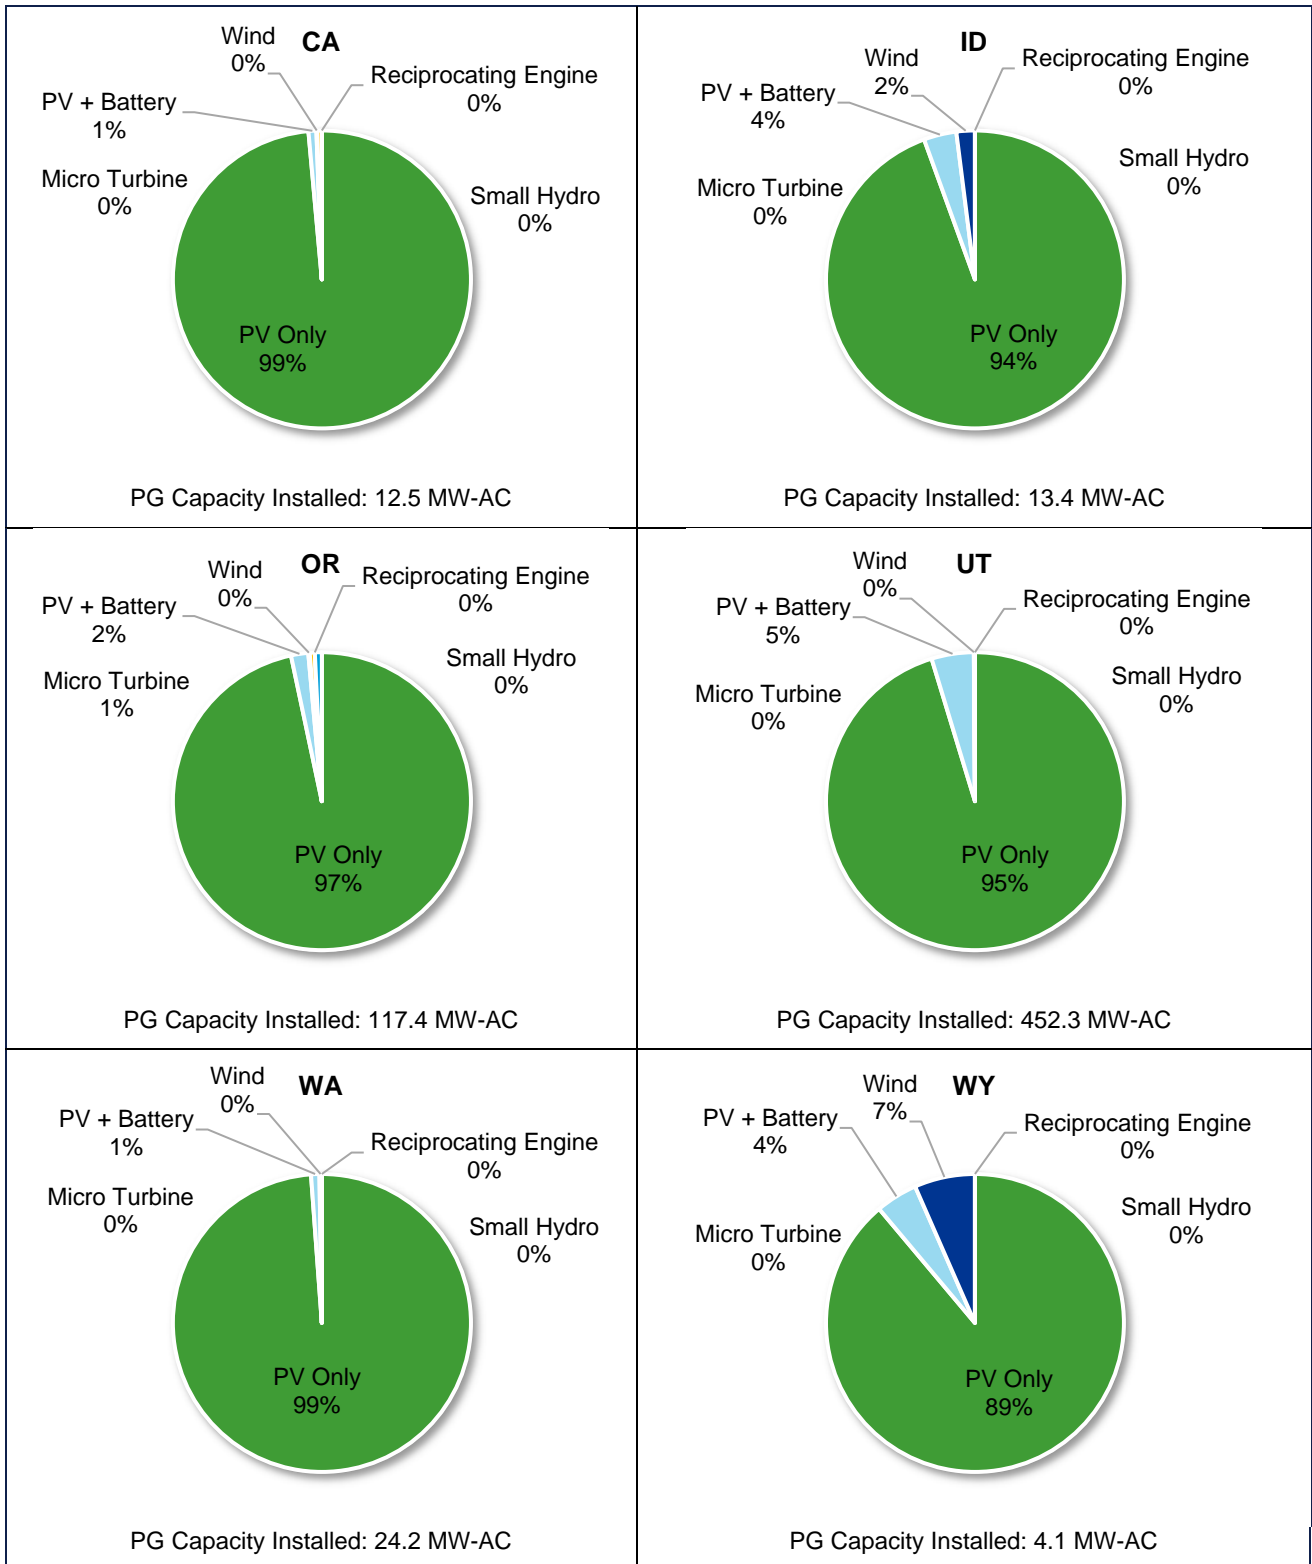 CA
Wind
0%
Reciprocating Engine
0%
PV + Battery
1%
Micro Turbine
0%
Small Hydro
0%
PV Only
99%
PG Capacity Installed: 12.5 MW-AC
ID
Wind
2%
Reciprocating Engine
0%
PV + Battery
4%
Micro Turbine
0%
Small Hydro
0%
PV Only
94%
PG Capacity Installed: 13.4 MW-AC
OR
Wind
0%
Reciprocating Engine
0%
PV + Battery
2%
Micro Turbine
1%
Small Hydro
0%
PV Only
97%
PG Capacity Installed: 117.4 MW-AC
UT
Wind
0%
Reciprocating Engine
0%
PV + Battery
5%
Micro Turbine
0%
Small Hydro
0%
PV Only
95%
PG Capacity Installed: 452.3 MW-AC
WA
Wind
0%
Reciprocating Engine
0%
PV + Battery
1%
Micro Turbine
0%
Small Hydro
0%
PV Only
99%
PG Capacity Installed: 24.2 MW-AC
WY
Wind
7%
Reciprocating Engine
0%
PV + Battery
4%
Micro Turbine
0%
Small Hydro
0%
PV Only
89%
PG Capacity Installed: 4.1 MW-AC